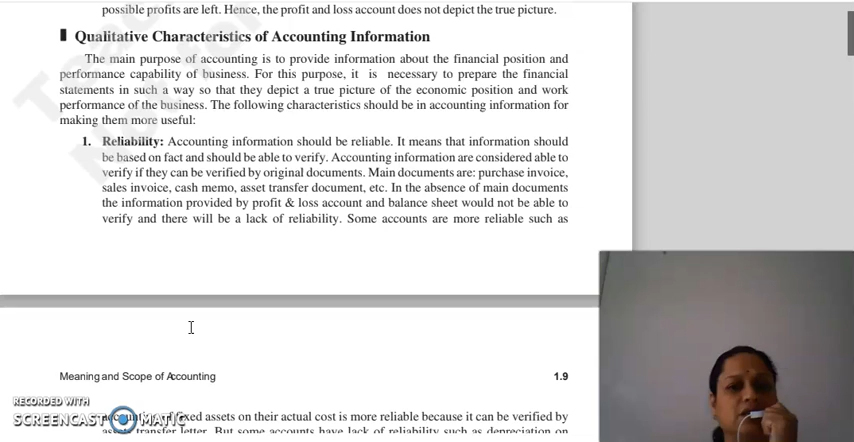 possible profits are left. Hence, the profit and loss account does not depict the true picture.
Qualitative Characteristics of Accounting Information
The main purpose of accounting is to provide information about the financial position and
performance capability of business. For this purpose, it is necessary to prepare the financial
statements in such a way so that they depict a true picture of the economic position and work
performance of the business. The following characteristics should be in accounting information for
making them more useful:
1. Reliability: Accounting information should be reliable. It means that information should
be based on fact and should be able to verify. Accounting information are considered able to
verify if they can be verified by original documents. Main documents are: purchase invoice,
sales invoice, cash memo, asset transfer document, etc. In the absence of main documents
the information provided by profit & loss account and balance sheet would not be able to
verify and there will be a lack of reliability. Some accounts are more reliable such as
Meaning and Scope of Accounting 1.9
RECORDED WITH
SCREENCAST MATIC
fixed assets on their actual cost is more reliable because it can be verified by
assets transfer letter. But some accounts have lack of reliability such as depreciation on